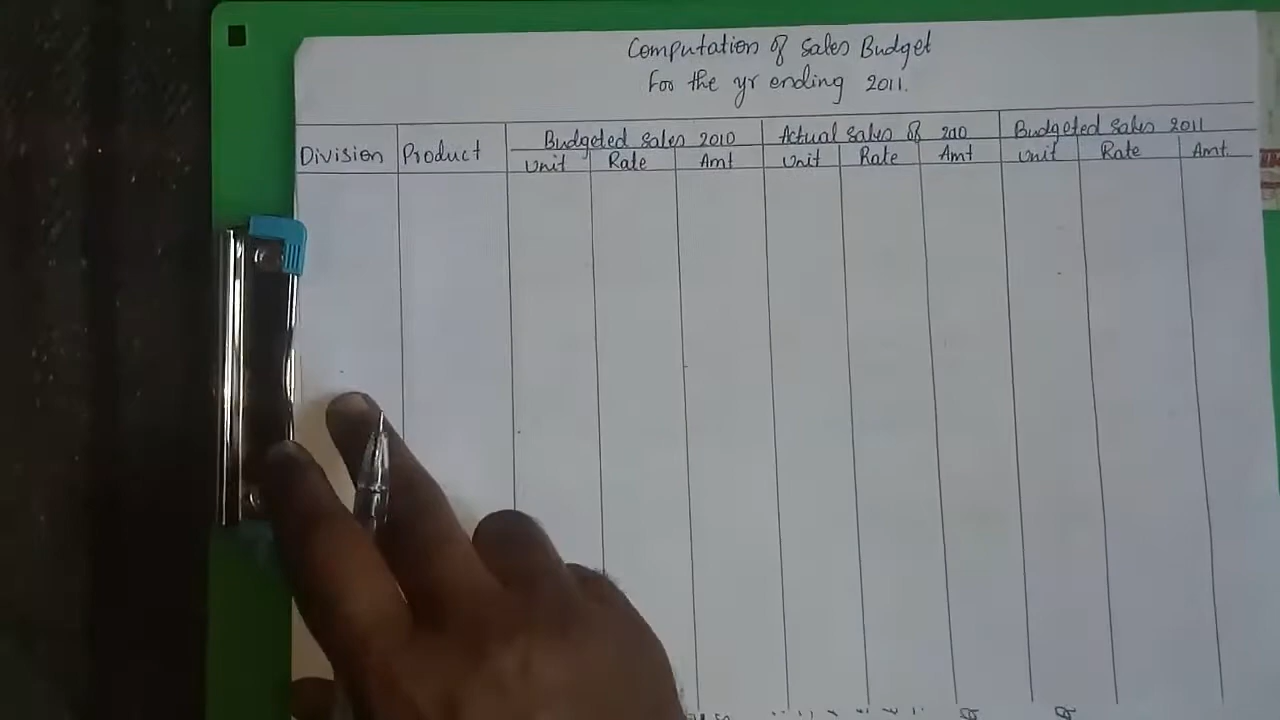 Computation of Sales Budget
For the yr ending 2011.
Division Product Budgeted Sales 2010 Actual Sales of 2010 Budgeted Sales 2011
Unit Rate Amt Unit Rate Amt Unit Rate Amt.